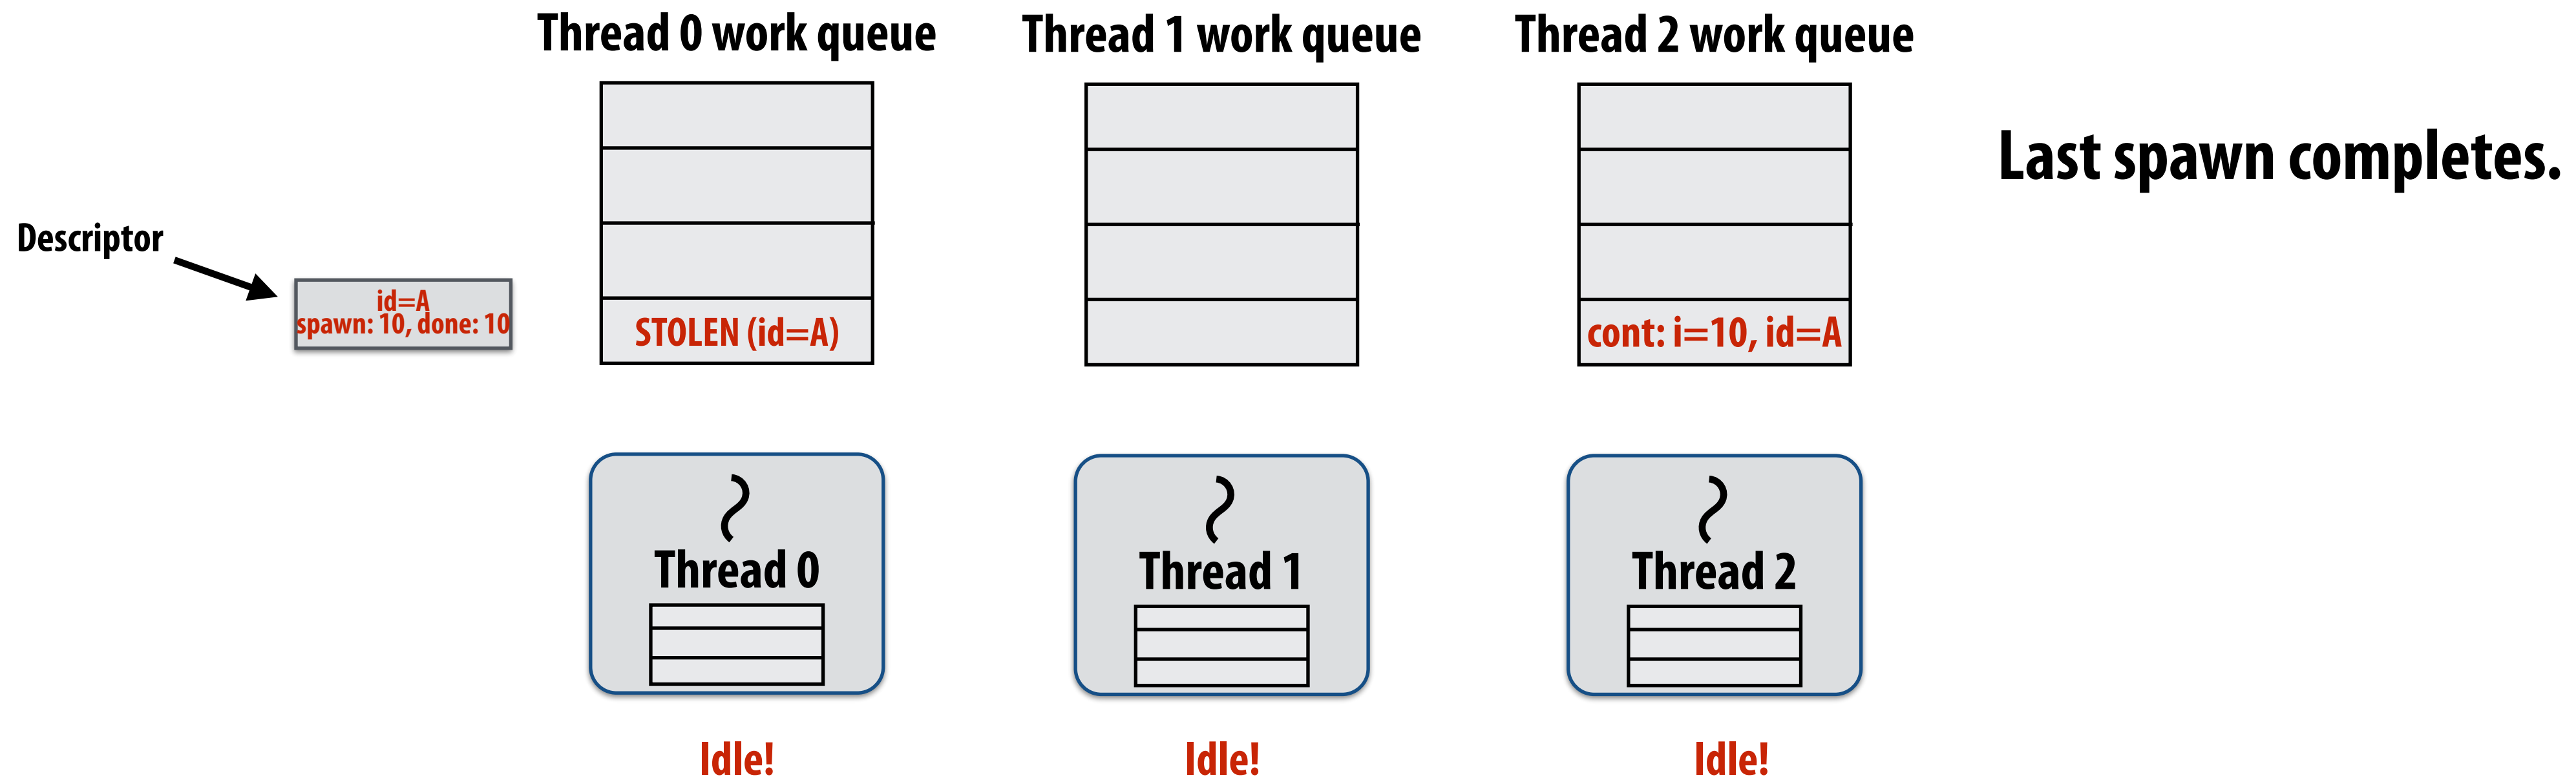 Thread 0 work queue
Thread 1 work queue
Thread 2 work queue
Last spawn completes.
Descriptor
id=A
spawn: 10, done: 10
STOLEN (id=A)
cont: i=10, id=A
Thread 0
Thread 1
Thread 2
Idle!
Idle!
Idle!